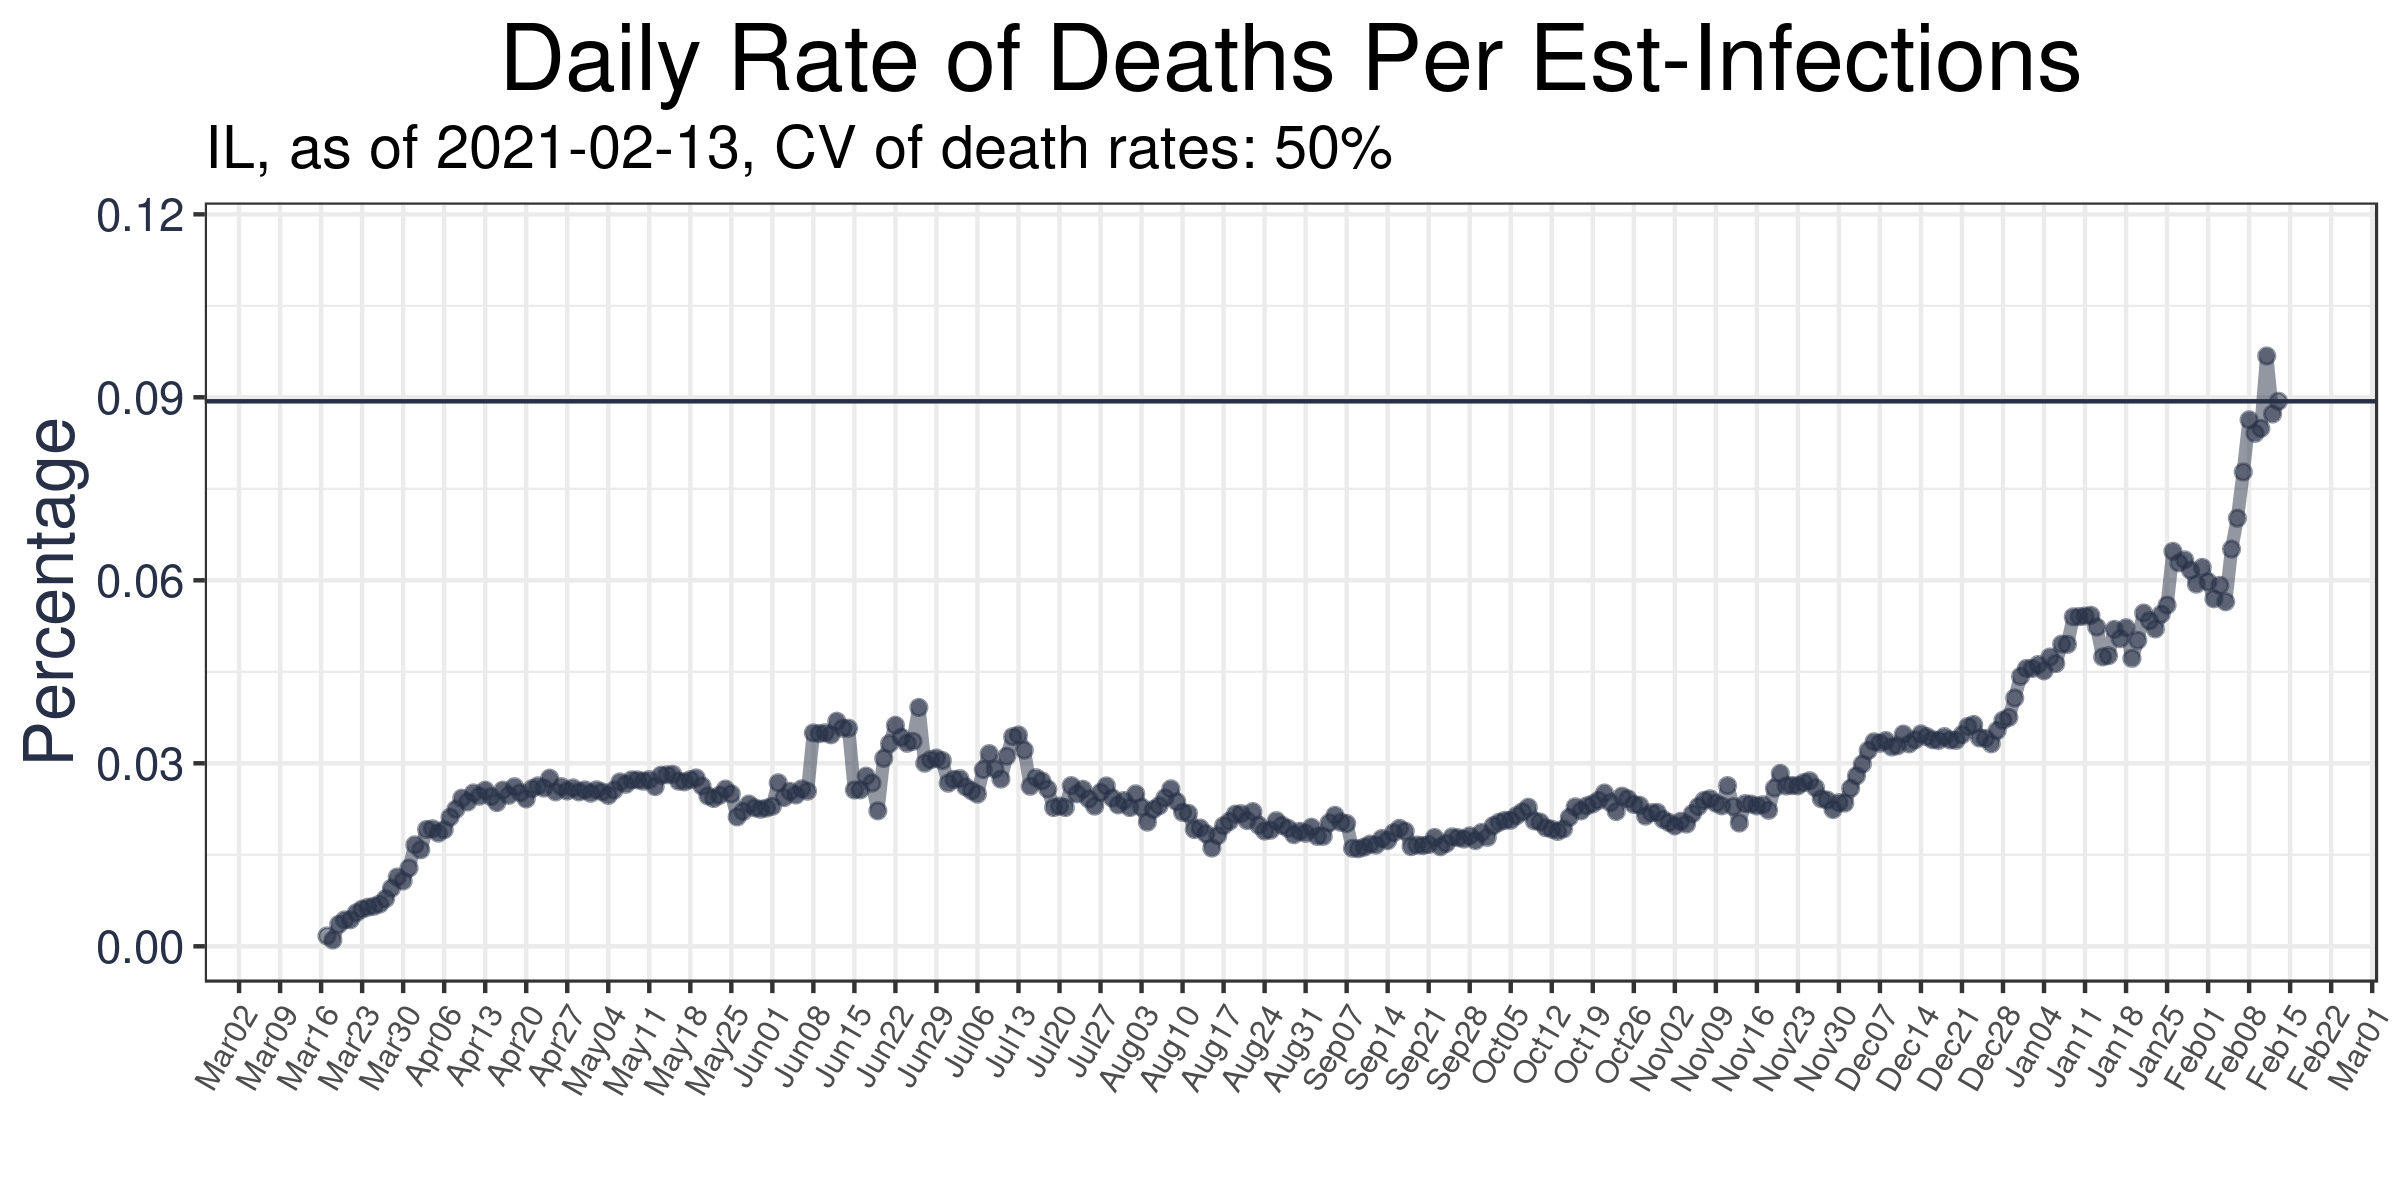 Daily Rate of Deaths Per Est-Infections
IL, as of 2021-02-13, CV of death rates: 50%
Percentage
0.12
0.09
0.06
0.03
0.00
Mar02
Mar09
Mar16
Mar23
Mar30
Apr06
Apr13
Apr20
Apr27
May04
May11
May18
May25
Jun01
Jun08
Jun15
Jun22
Jun29
Jul06
Jul13
Jul20
Jul27
Aug03
Aug10
Aug17
Aug24
Aug31
Sep07
Sep14
Sep21
Sep28
Oct05
Oct12
Oct19
Oct26
Nov02
Nov09
Nov16
Nov23
Nov30
Dec07
Dec14
Dec21
Dec28
Jan04
Jan11
Jan18
Jan25
Feb01
Feb08
Feb15
Feb22
Mar01